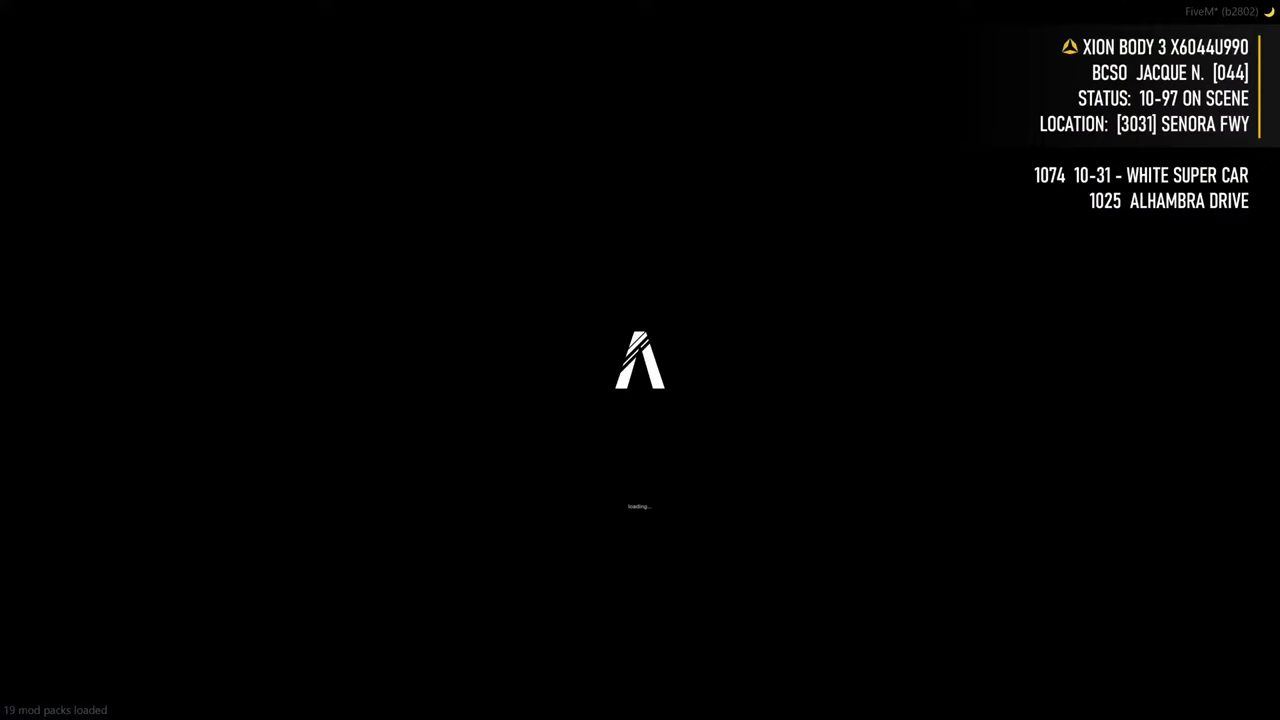 FiveM* (b2802) 🌙
XION BODY 3 X6044U990
BCSO JACQUE N. [044]
STATUS: 10-97 ON SCENE
LOCATION: [3031] SENORA FWY
1074 10-31 - WHITE SUPER CAR
1025 ALHAMBRA DRIVE
loading...
19 mod packs loaded